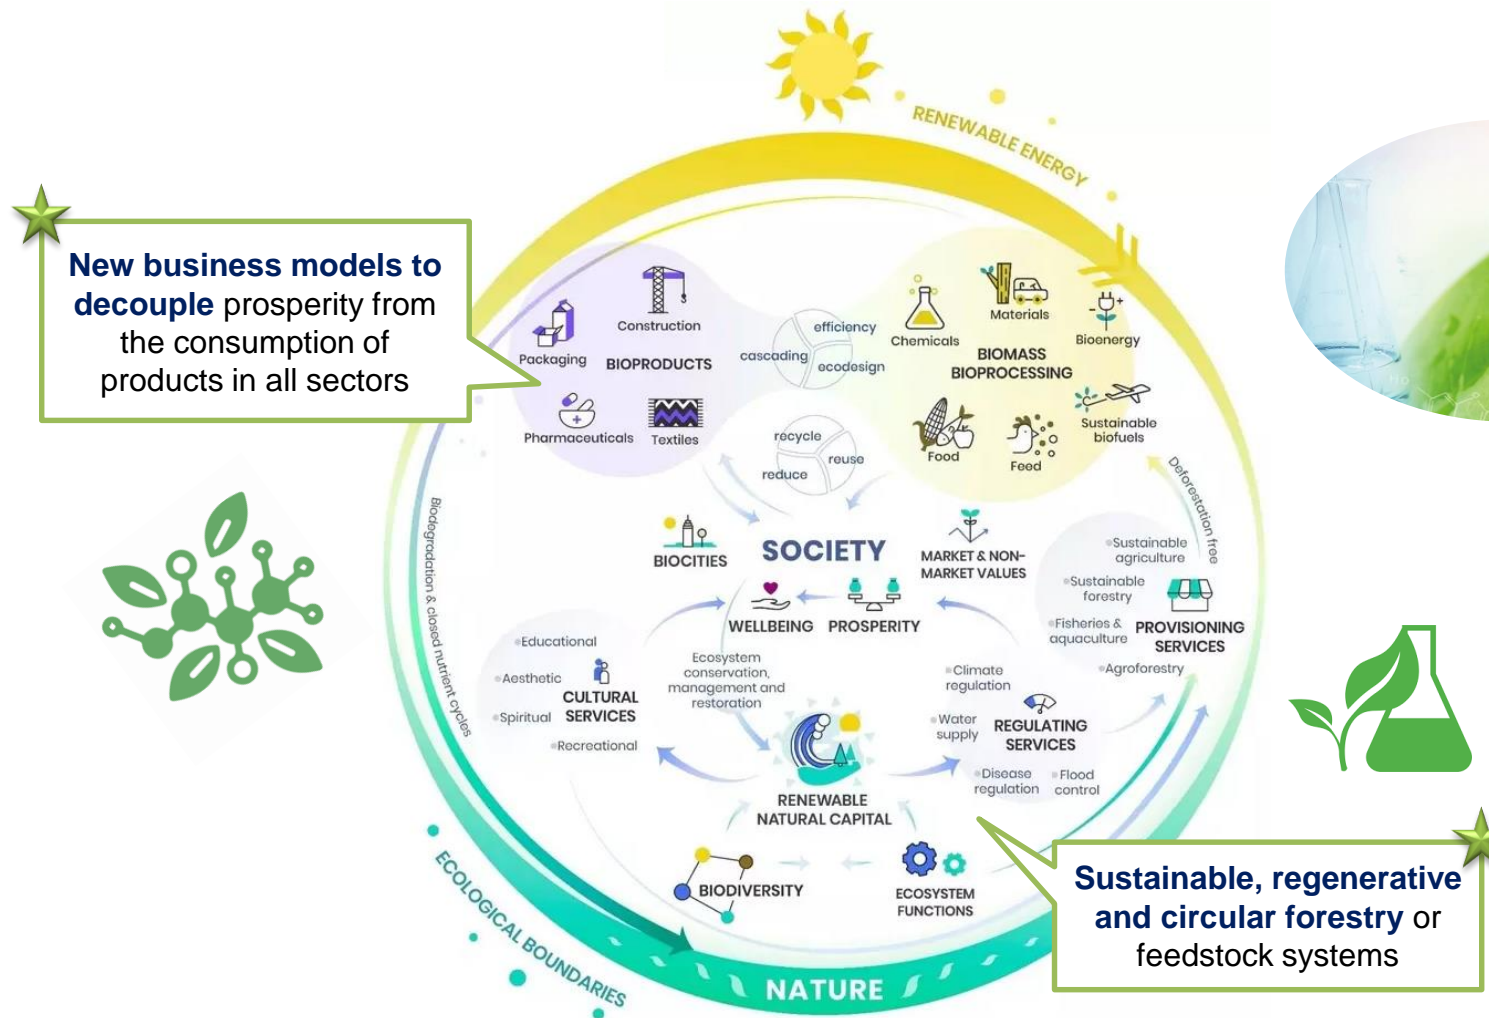 RENEWABLE ENERGY
New business models to
decouple prosperity from
the consumption of
products in all sectors
Packaging
Construction
BIOPRODUCTS
Pharmaceuticals
Textiles
efficiency
cascading
ecodesign
recycle
reuse
reduce
Chemicals
Materials
Bioenergy
BIOMASS
BIOPROCESSING
Food
Feed
Sustainable
biofuels
Deforestation free
Biodegradation & closed nutrient cycles
BIOCITIES
SOCIETY
MARKET & NON-
MARKET VALUES
WELLBEING
PROSPERITY
Sustainable
agriculture
Sustainable
forestry
Fisheries &
aquaculture
PROVISIONING
SERVICES
Agroforestry
Educational
Aesthetic
CULTURAL
SERVICES
Spiritual
Recreational
Ecosystem
conservation,
management and
restoration
Climate
regulation
Water
supply
REGULATING
SERVICES
Disease
regulation
Flood
control
RENEWABLE
NATURAL CAPITAL
BIODIVERSITY
ECOSYSTEM
FUNCTIONS
Sustainable, regenerative
and circular forestry or
feedstock systems
ECOLOGICAL BOUNDARIES
NATURE